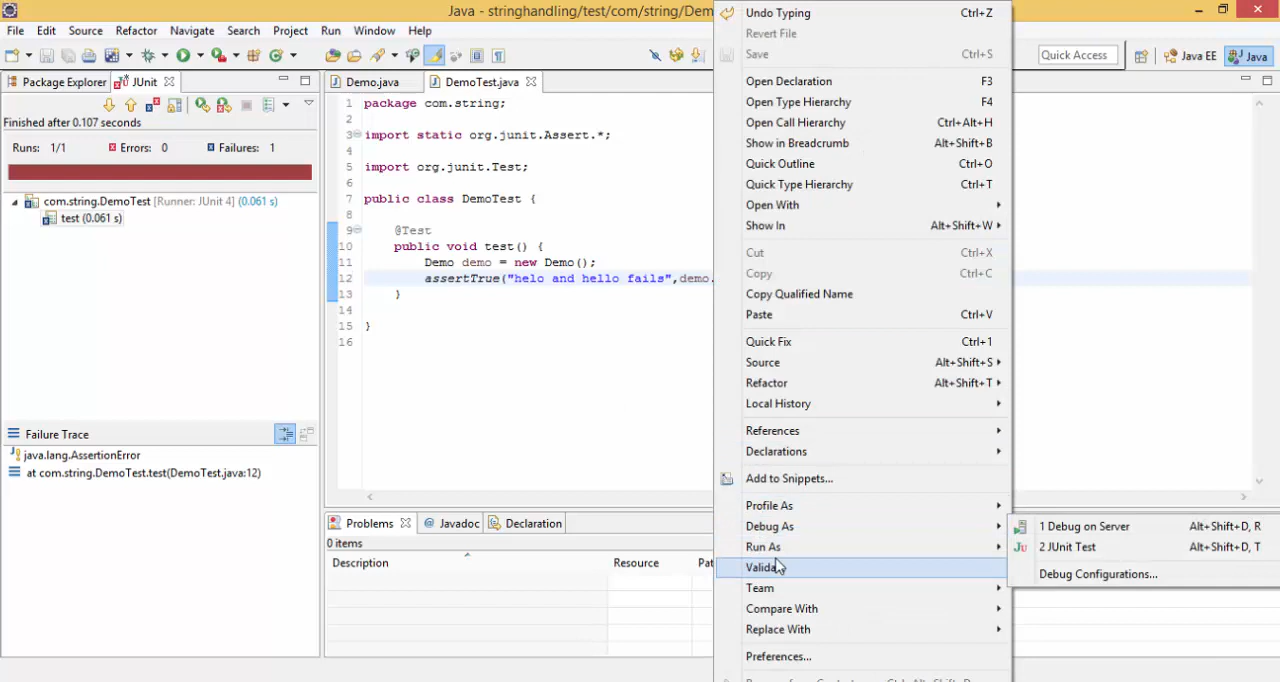 Java - stringhandling/test/com/string/Dem
File Edit Source Refactor Navigate Search Project Run Window Help
Quick Access Java EE Java
Package Explorer JUnit
Finished after 0.107 seconds
Runs: 1/1 Errors: 0 Failures: 1
com.string.DemoTest [Runner: JUnit 4] (0.061 s)
test (0.061 s)
Failure Trace
java.lang.AssertionError
at com.string.DemoTest.test(DemoTest.java:12)
Demo.java DemoTest.java
1 package com.string;
2
3 import static org.junit.Assert.*;
4
5 import org.junit.Test;
6
7 public class DemoTest {
8
9 @Test
10 public void test() {
11 Demo demo = new Demo();
12 assertTrue("helo and hello fails",demo.
13 }
14
15 }
16
Problems Javadoc Declaration
0 items
Description Resource Pat
Undo Typing Ctrl+Z
Revert File
Save Ctrl+S
Open Declaration F3
Open Type Hierarchy F4
Open Call Hierarchy Ctrl+Alt+H
Show in Breadcrumb Alt+Shift+B
Quick Outline Ctrl+O
Quick Type Hierarchy Ctrl+T
Open With
Show In Alt+Shift+W
Cut Ctrl+X
Copy Ctrl+C
Copy Qualified Name
Paste Ctrl+V
Quick Fix Ctrl+1
Source Alt+Shift+S
Refactor Alt+Shift+T
Local History
References
Declarations
Add to Snippets...
Profile As
Debug As
Run As
Valida
Team
Compare With
Replace With
Preferences...
1 Debug on Server Alt+Shift+D, R
2 JUnit Test Alt+Shift+D, T
Debug Configurations...